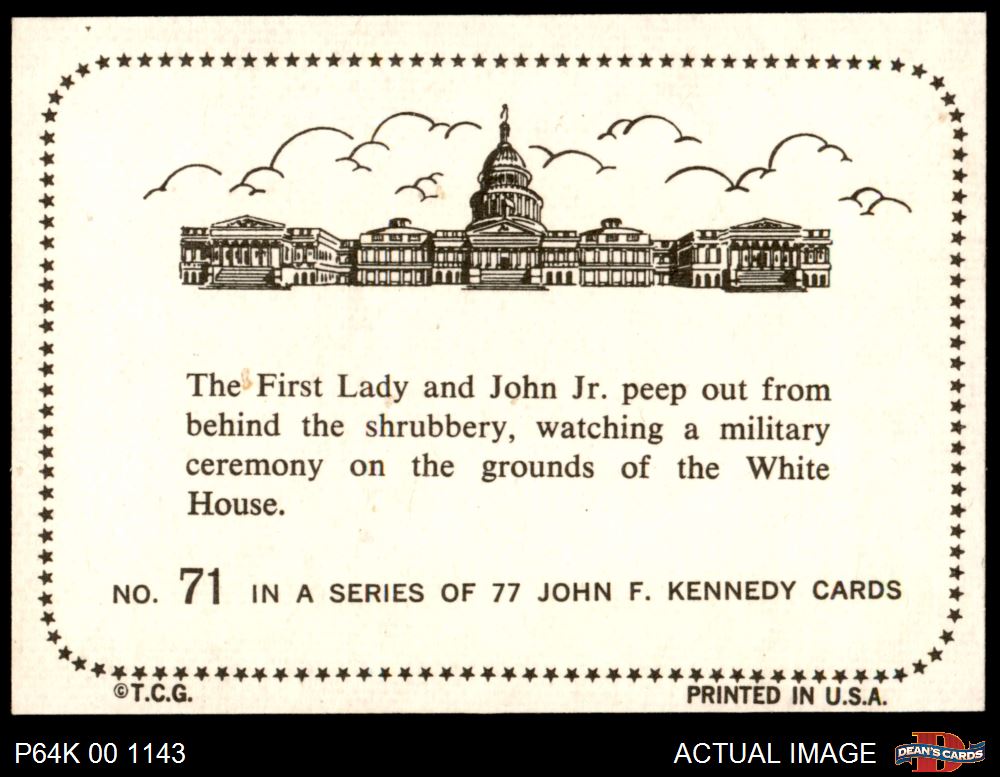 The First Lady and John Jr. peep out from
behind the shrubbery, watching a military
ceremony on the grounds of the White
House.
NO. 71 IN A SERIES OF 77 JOHN F. KENNEDY CARDS
©T.C.G. PRINTED IN U.S.A.
P64K 00 1143 ACTUAL IMAGE D DEAN'S CARDS